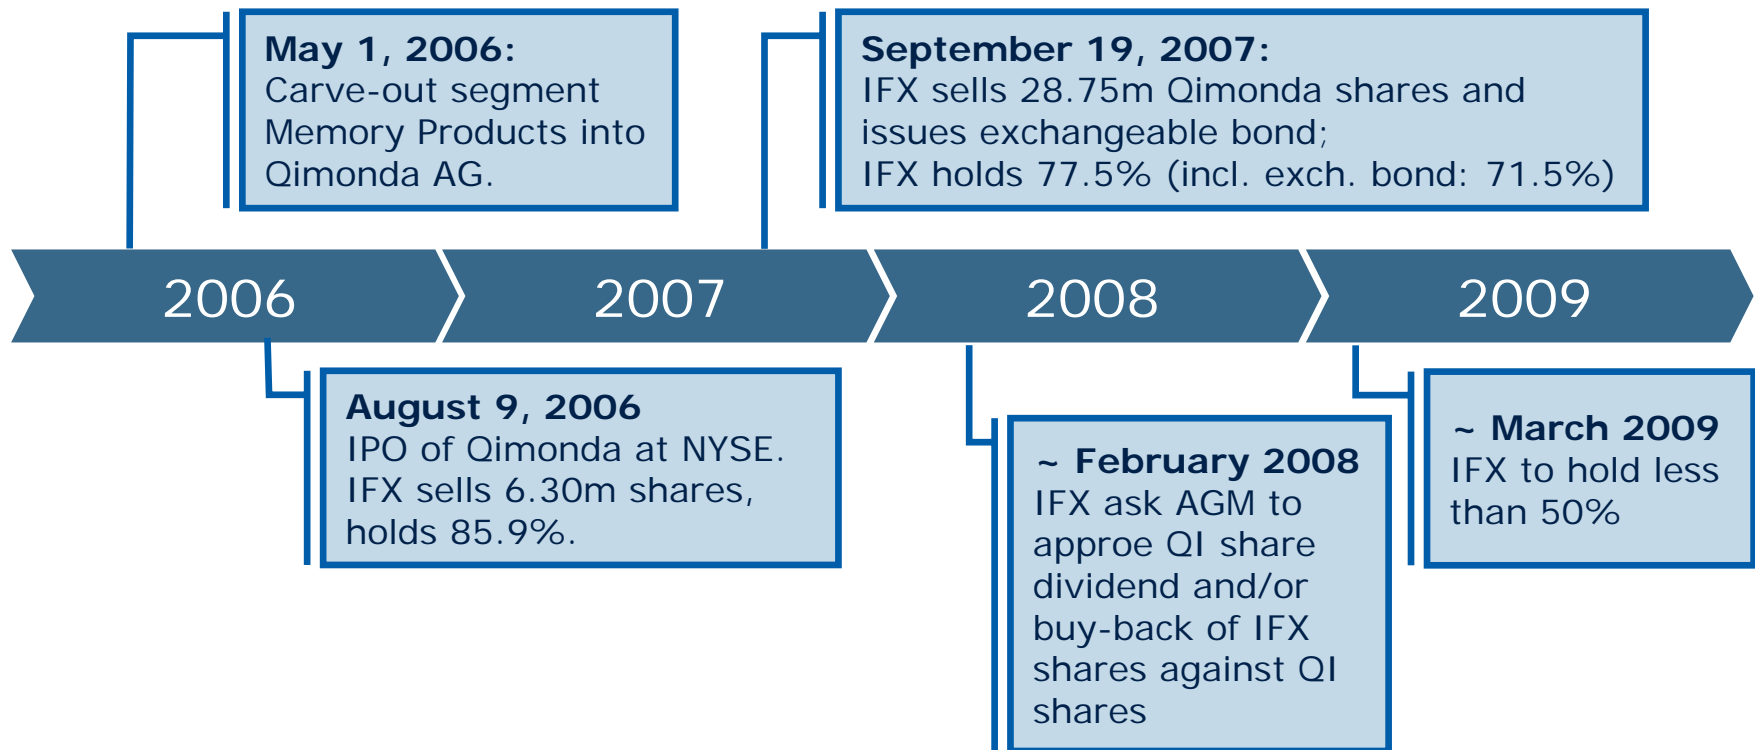 May 1, 2006:
Carve-out segment
Memory Products into
Qimonda AG.
September 19, 2007:
IFX sells 28.75m Qimonda shares and
issues exchangeable bond;
IFX holds 77.5% (incl. exch. bond: 71.5%)
2006
2007
2008
2009
August 9, 2006
IPO of Qimonda at NYSE.
IFX sells 6.30m shares,
holds 85.9%.
~ February 2008
IFX ask AGM to
approe QI share
dividend and/or
buy-back of IFX
shares against QI
shares
~ March 2009
IFX to hold less
than 50%